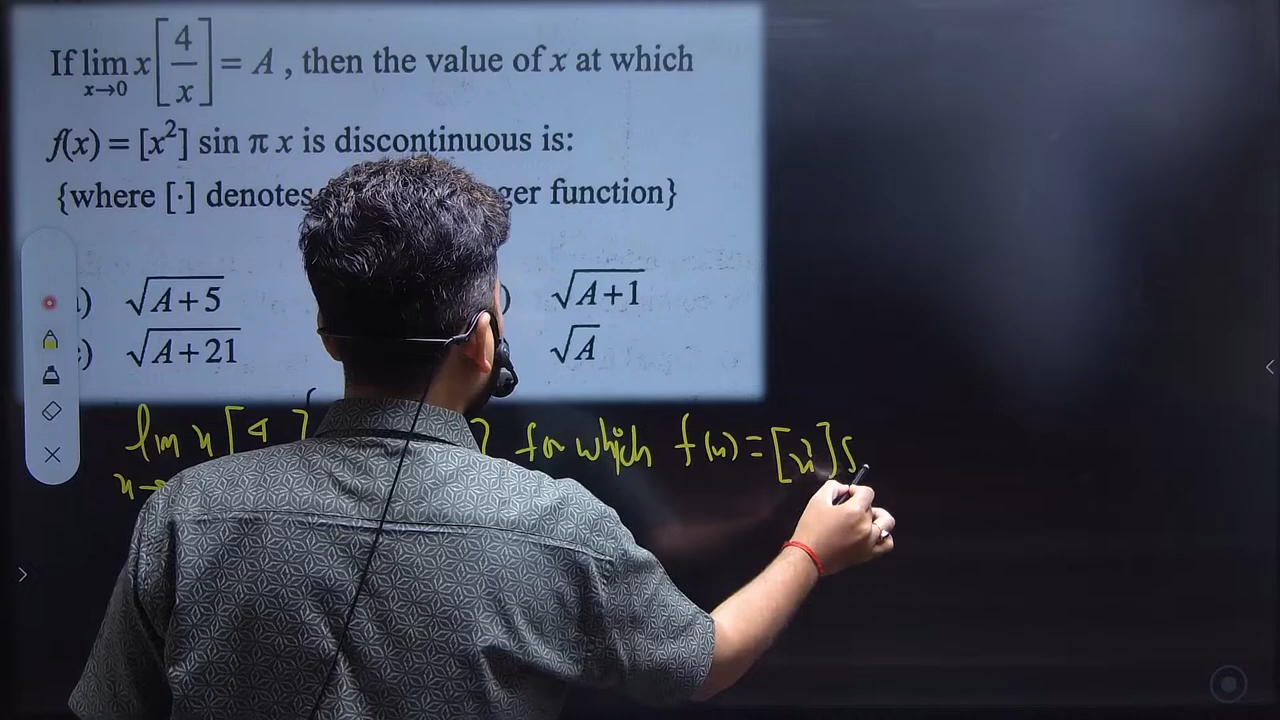 If lim x→0 x[4/x] = A , then the value of x at which
f(x) = [x²] sin π x is discontinuous is:
{where [·] denotes ger function}
) √A+5 ) √A+1
) √A+21 √A
lim x [4 for which f(x) = [x²] s